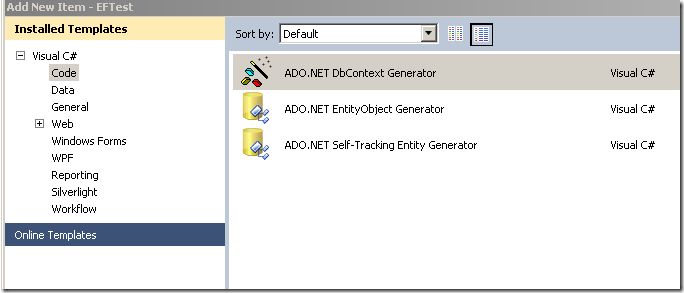 Add New Item - EFTest
Installed Templates
Visual C#
Code
Data
General
Web
Windows Forms
WPF
Reporting
Silverlight
Workflow
Online Templates
Sort by: Default
ADO.NET DbContext Generator Visual C#
ADO.NET EntityObject Generator Visual C#
ADO.NET Self-Tracking Entity Generator Visual C#